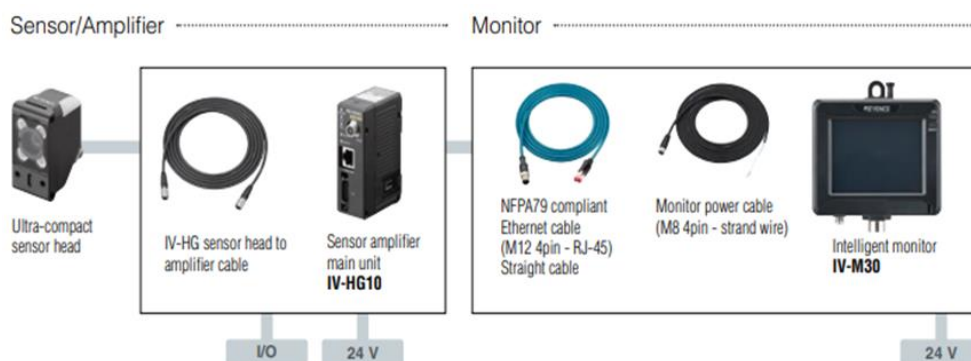 Sensor/Amplifier
Monitor
KEYENCE
Ultra-compact
sensor head
IV-HG sensor head to
amplifier cable
Sensor amplifier
main unit
IV-HG10
NFPA79 compliant
Ethernet cable
(M12 4pin - RJ-45)
Straight cable
Monitor power cable
(M8 4pin - strand wire)
Intelligent monitor
IV-M30
I/O
24 V
24 V